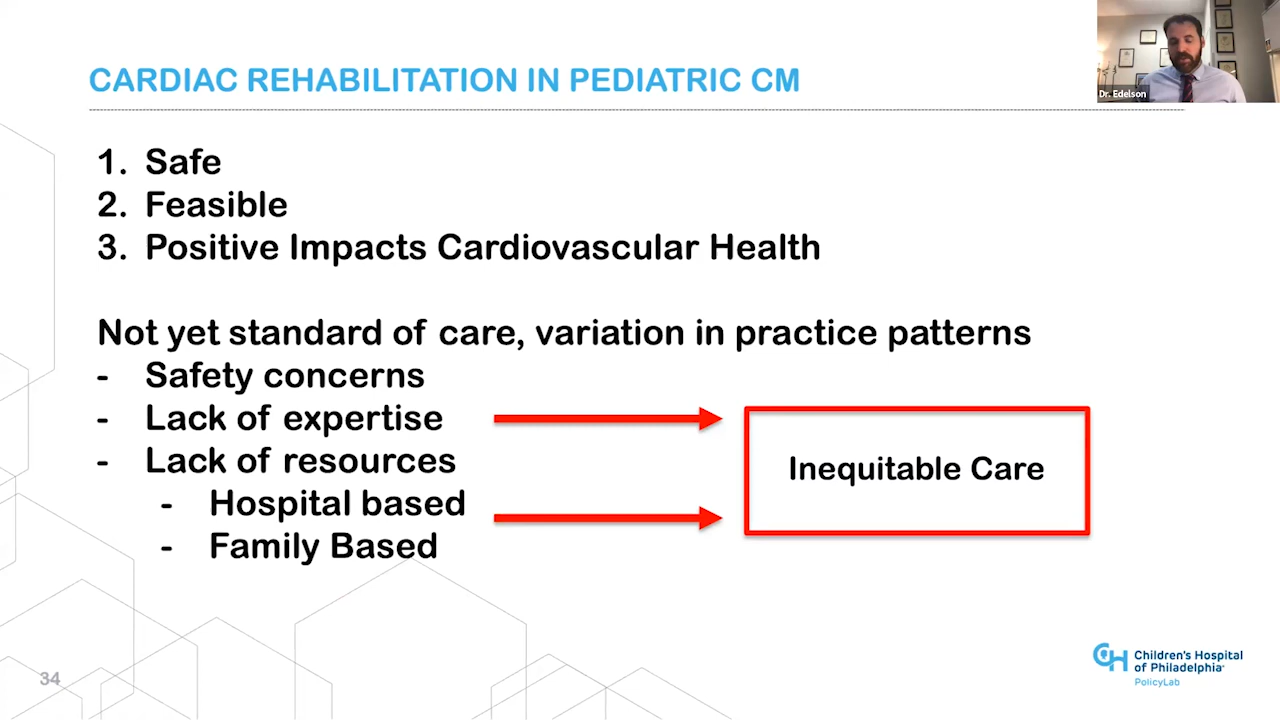 CARDIAC REHABILITATION IN PEDIATRIC CM
Dr. Edelson
1. Safe
2. Feasible
3. Positive Impacts Cardiovascular Health
Not yet standard of care, variation in practice patterns
- Safety concerns
- Lack of expertise
- Lack of resources
- Hospital based
- Family Based
Inequitable Care
34
CH Children's Hospital
of Philadelphia
PolicyLab